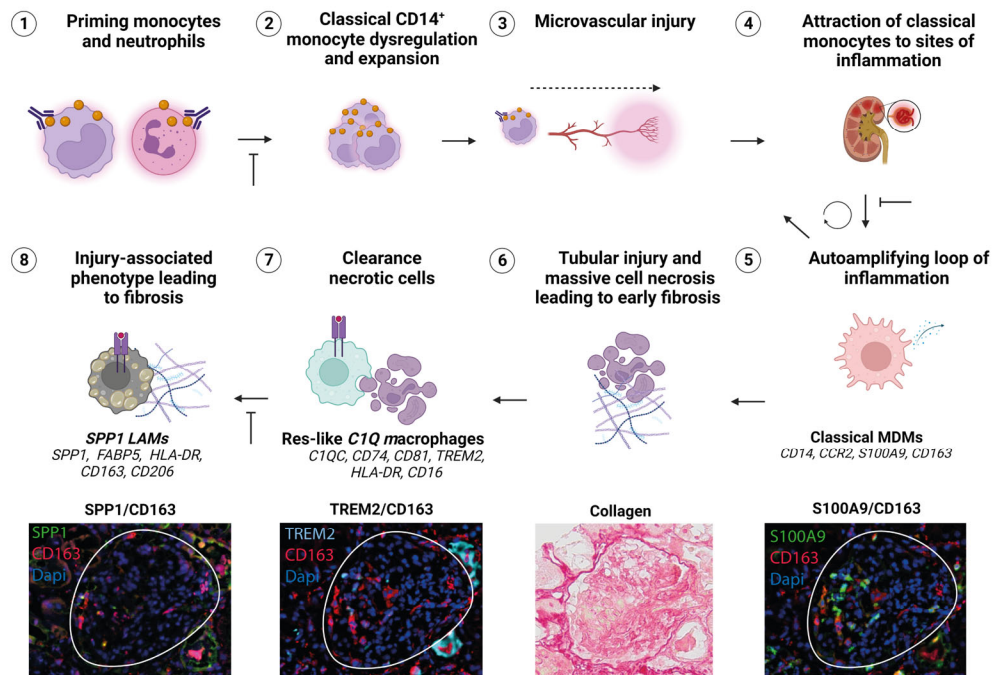 1
Priming monocytes
and neutrophils
2
Classical CD14⁺
monocyte dysregulation
and expansion
3
Microvascular injury
4
Attraction of classical
monocytes to sites of
inflammation
8
Injury-associated
phenotype leading
to fibrosis
7
Clearance
necrotic cells
6
Tubular injury and
massive cell necrosis
leading to early fibrosis
5
Autoamplifying loop of
inflammation
SPP1 LAMs
SPP1, FABP5, HLA-DR,
CD163, CD206
Res-like C1Q macrophages
C1QC, CD74, CD81, TREM2,
HLA-DR, CD16
Classical MDMs
CD14, CCR2, S100A9, CD163
SPP1/CD163
SPP1
CD163
Dapi
TREM2/CD163
TREM2
CD163
Dapi
Collagen
S100A9/CD163
S100A9
CD163
Dapi